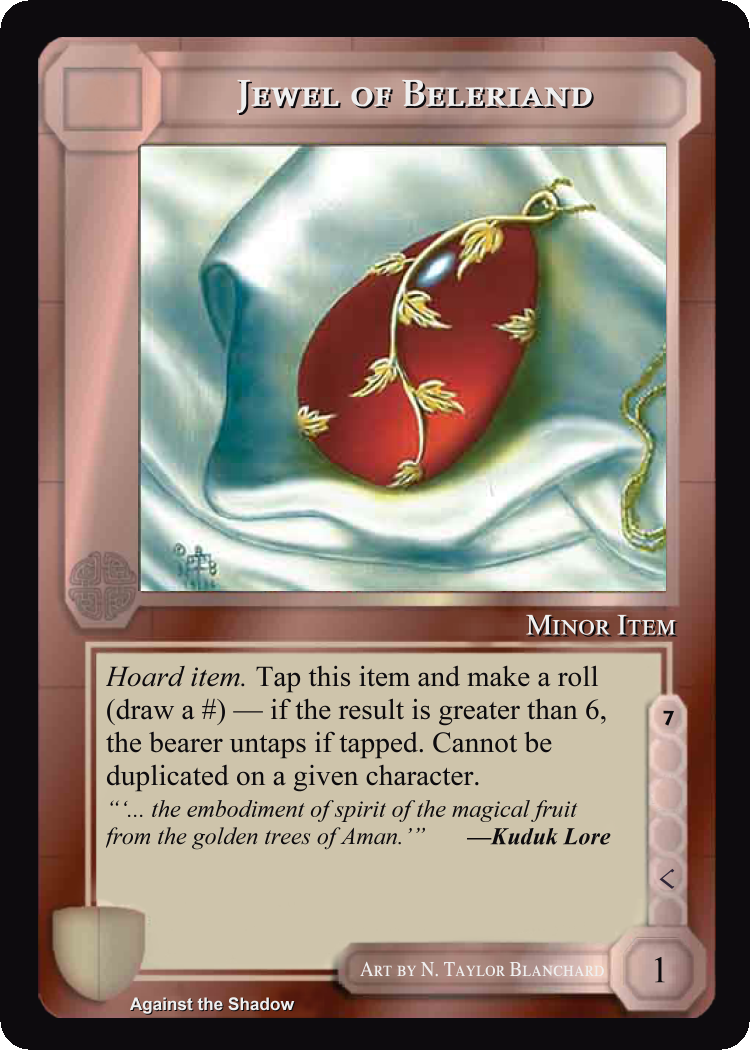 Jewel of Beleriand
Minor Item
Hoard item. Tap this item and make a roll
(draw a #) — if the result is greater than 6,
the bearer untaps if tapped. Cannot be
duplicated on a given character.
“‘... the embodiment of spirit of the magical fruit
from the golden trees of Aman.’” —Kuduk Lore
7
<
1
Art by N. Taylor Blanchard
Against the Shadow